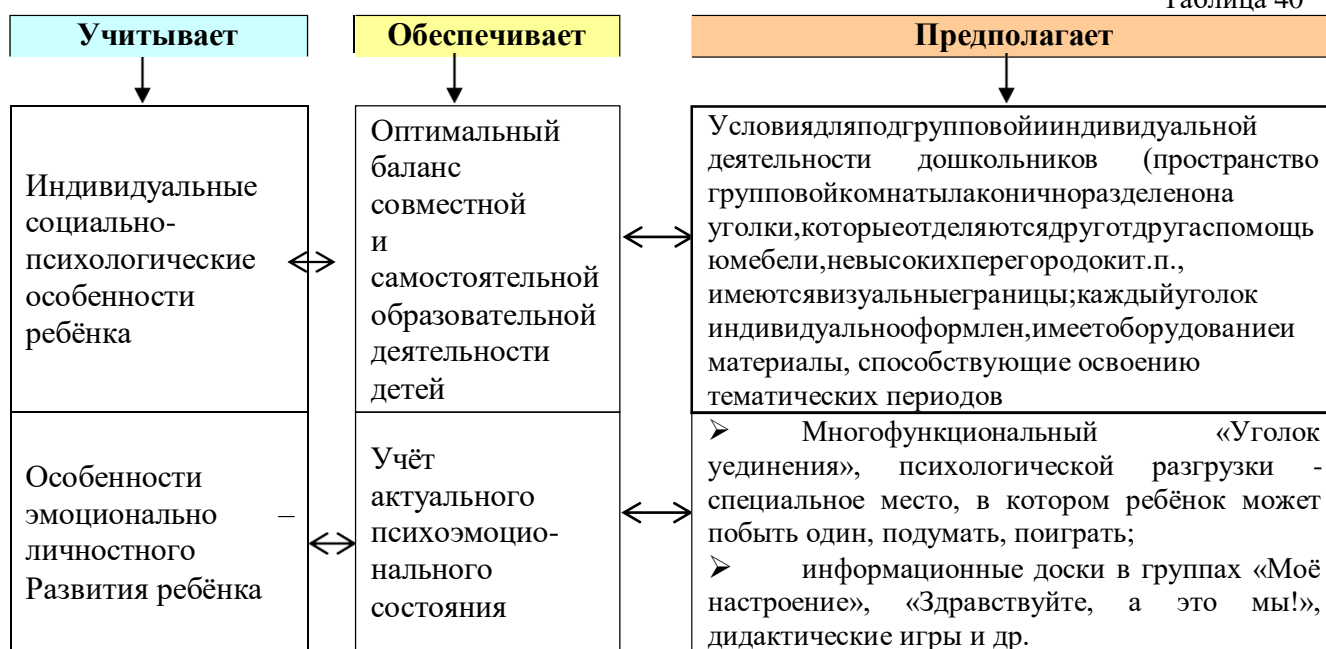 Таблица 40
Учитывает
Обеспечивает
Предполагает
Индивидуальные
социально-
психологические
особенности
ребёнка
Оптимальный
баланс
совместной
и
самостоятельной
образовательной
деятельности
детей
Условиядляподгрупповойииндивидуальной
деятельности дошкольников (пространство
групповойкомнатылаконичноразделенона
уголки,которыеотделяютсядруготдругаспомощь
юмебели,невысокихперегородокит.п.,
имеютсявизуальныеграницы;каждыйуголок
индивидуальнооформлен,имеетоборудованиеи
материалы, способствующие освоению
тематических периодов
Особенности
эмоционально –
личностного
Развития ребёнка
Учёт
актуального
психоэмоцио-
нального
состояния
➢ Многофункциональный «Уголок
уединения», психологической разгрузки -
специальное место, в котором ребёнок может
побыть один, подумать, поиграть;
➢ информационные доски в группах «Моё
настроение», «Здравствуйте, а это мы!»,
дидактические игры и др.